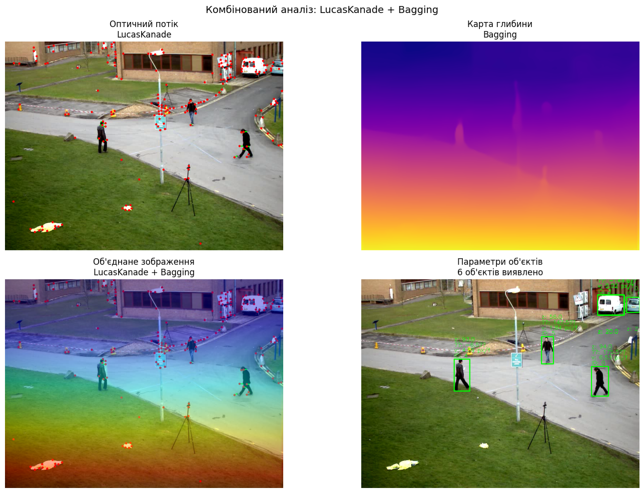 Комбінований аналіз: LucasKanade + Bagging
Оптичний потік
LucasKanade
Карта глибини
Bagging
Об'єднане зображення
LucasKanade + Bagging
Параметри об'єктів
6 об'єктів виявлено